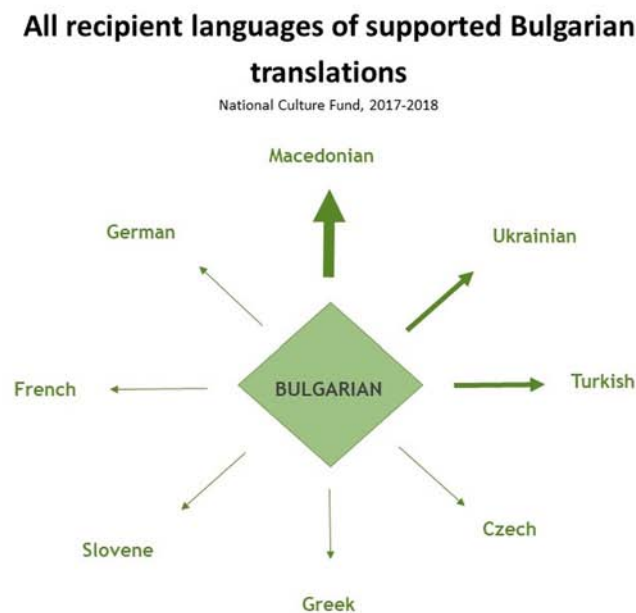 All recipient languages of supported Bulgarian
translations
National Culture Fund, 2017-2018
Macedonian
German
Ukrainian
French
BULGARIAN
Turkish
Slovene
Czech
Greek